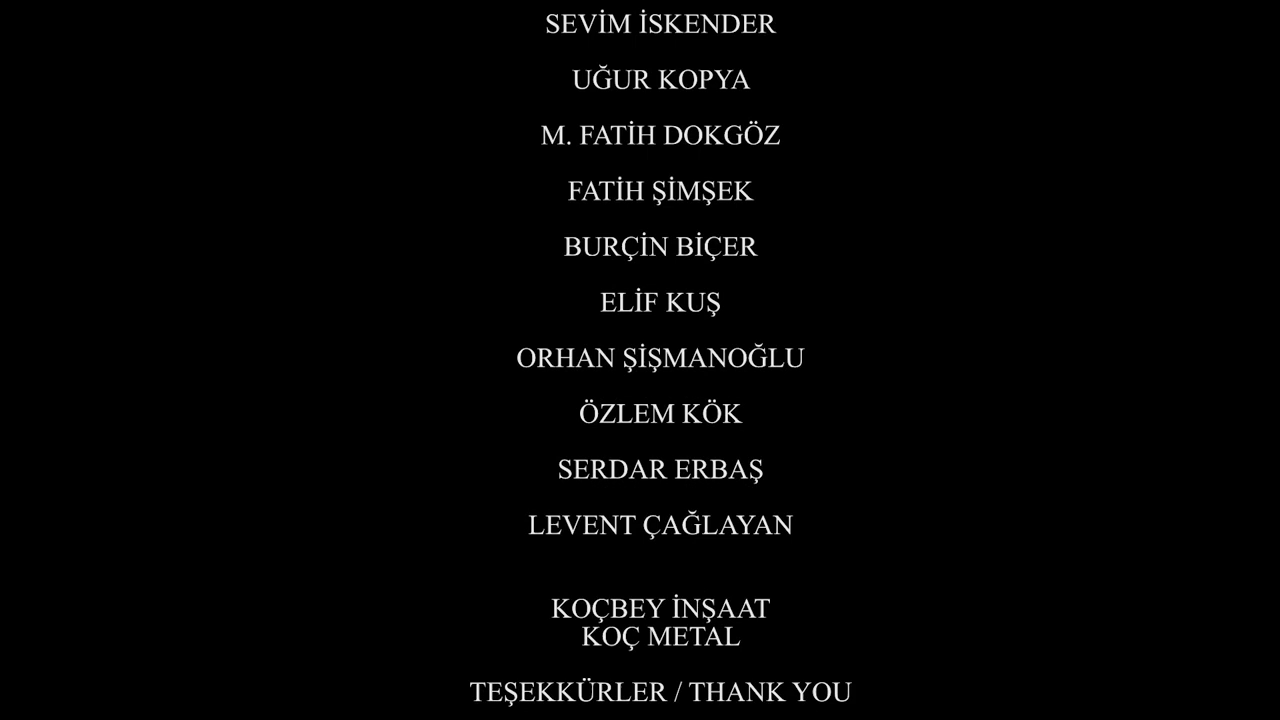 SEVİM İSKENDER
UĞUR KOPYA
M. FATİH DOKGÖZ
FATİH ŞİMŞEK
BURÇİN BİÇER
ELİF KUŞ
ORHAN ŞİŞMANOĞLU
ÖZLEM KÖK
SERDAR ERBAŞ
LEVENT ÇAĞLAYAN
KOÇBEY İNŞAAT
KOÇ METAL
TEŞEKKÜRLER / THANK YOU